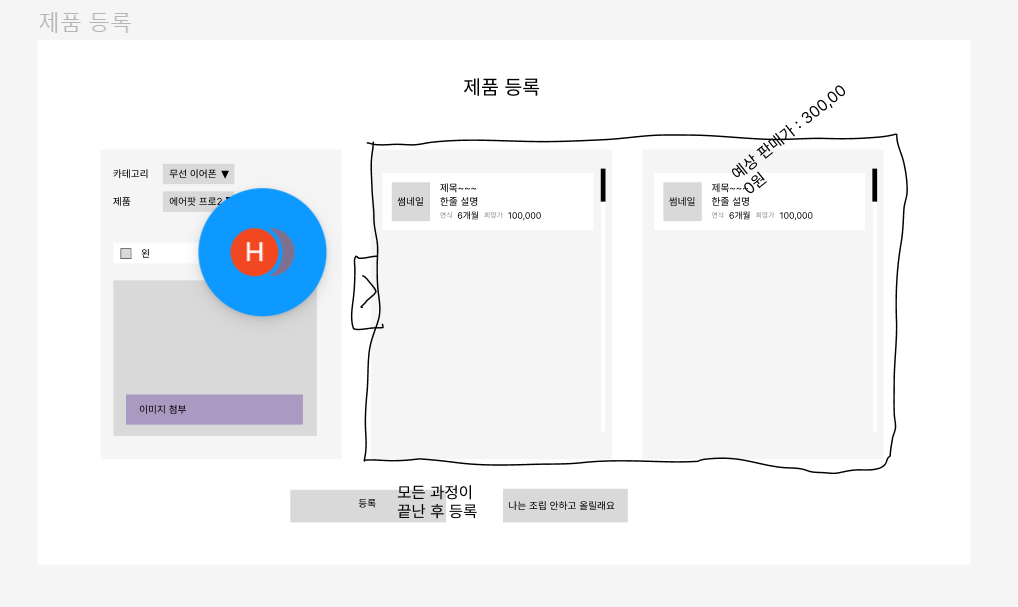 제품 등록
제품 등록
카테고리 무선 이어폰 ▼
제품 에어팟 프로2
원
H
이미지 첨부
썸네일
제목~~~
한줄 설명
연식 6개월 희망가 100,000
예상 판매가 : 300,00
0원
썸네일
제목~~~
한줄 설명
연식 6개월 희망가 100,000
등록
모든 과정이
끝난 후 등록
나는 조립 안하고 올릴래요